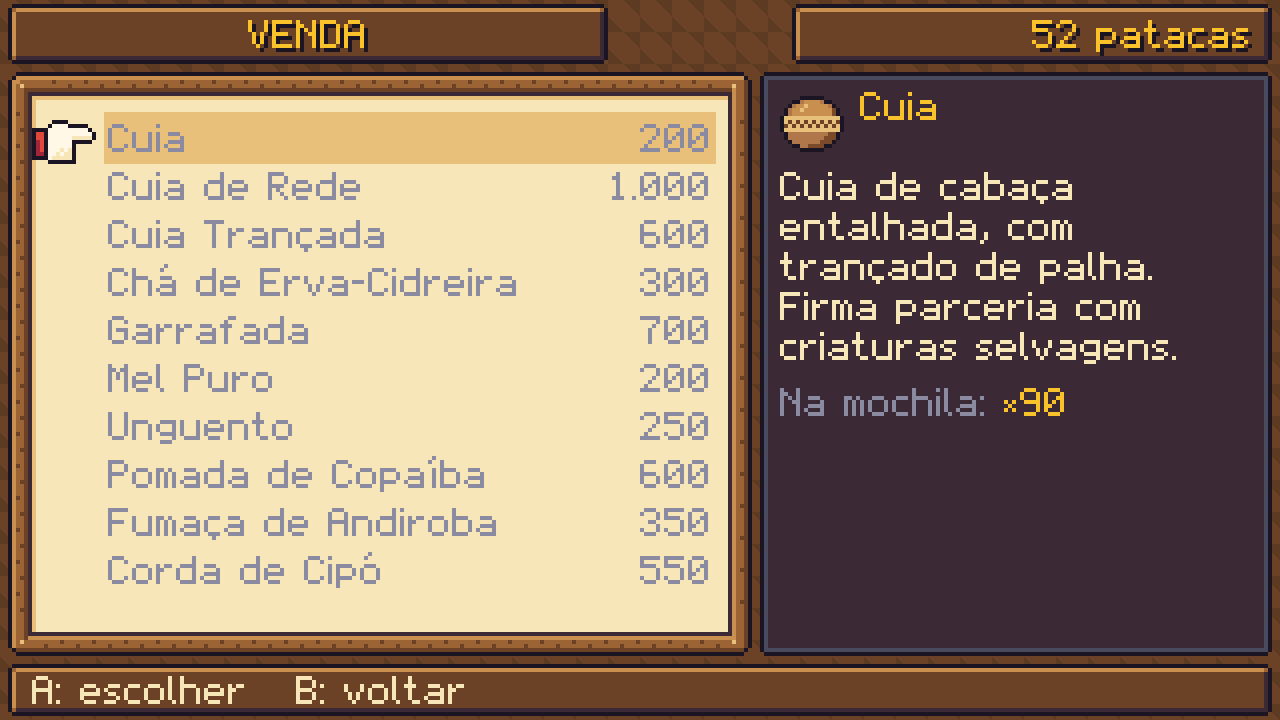 VENDA
52 patacas
Cuia 200
Cuia de Rede 1.000
Cuia Trançada 600
Chá de Erva-Cidreira 300
Garrafada 700
Mel Puro 200
Unguento 250
Pomada de Copaíba 600
Fumaça de Andiroba 350
Corda de Cipó 550
Cuia
Cuia de cabaça
entalhada, com
trançado de palha.
Firma parceria com
criaturas selvagens.
Na mochila: ×90
A: escolher B: voltar